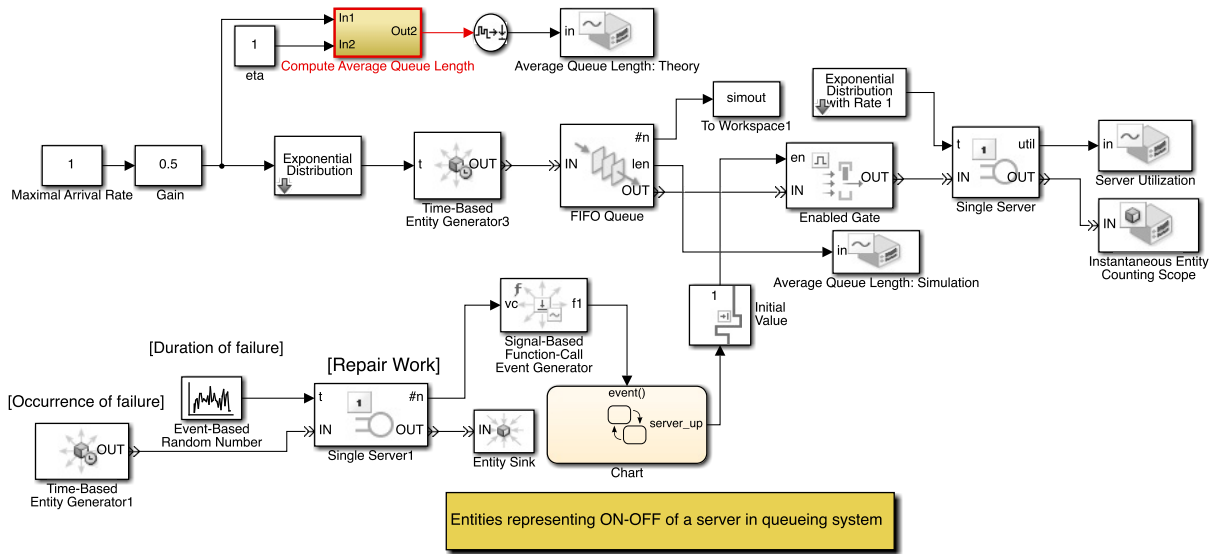 In1
In2
Out2
1
eta
Compute Average Queue Length
in
Average Queue Length: Theory
1
Maximal Arrival Rate
0.5
Gain
Exponential
Distribution
t
OUT
Time-Based
Entity Generator3
IN
#n
len
OUT
FIFO Queue
simout
To Workspace1
en
IN
OUT
Enabled Gate
Exponential
Distribution
with Rate 1
t
IN
1
util
OUT
Single Server
in
Server Utilization
IN
Instantaneous Entity
Counting Scope
in
Average Queue Length: Simulation
1
Initial
Value
vc
f
f1
Signal-Based
Function-Call
Event Generator
[Duration of failure]
[Repair Work]
[Occurrence of failure]
Event-Based
Random Number
OUT
Time-Based
Entity Generator1
t
IN
1
#n
OUT
Single Server1
IN
Entity Sink
event()
server_up
Chart
Entities representing ON-OFF of a server in queueing system